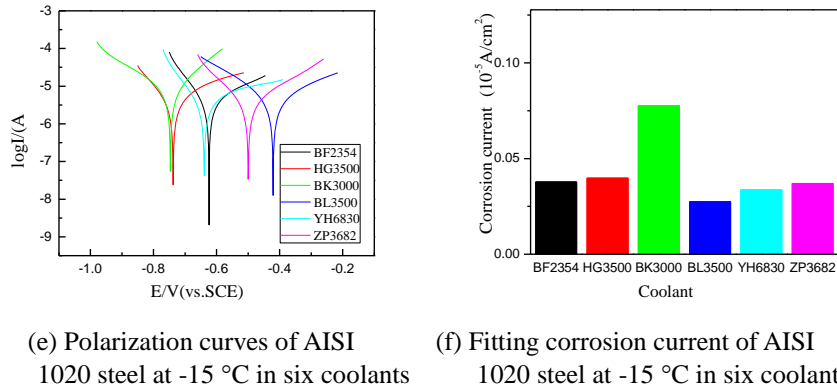 -3
-4
-5
-6
-7
-8
-9
logI/(A
BF2354
HG3500
BK3000
BL3500
YH6830
ZP3682
-1.0 -0.8 -0.6 -0.4 -0.2
E/V(vs.SCE)
(e) Polarization curves of AISI
1020 steel at -15 °C in six coolants
Corrosion current (10-5A/cm2)
0.10
0.05
0.00
BF2354 HG3500 BK3000 BL3500 YH6830 ZP3682
Coolant
(f) Fitting corrosion current of AISI
1020 steel at -15 °C in six coolant